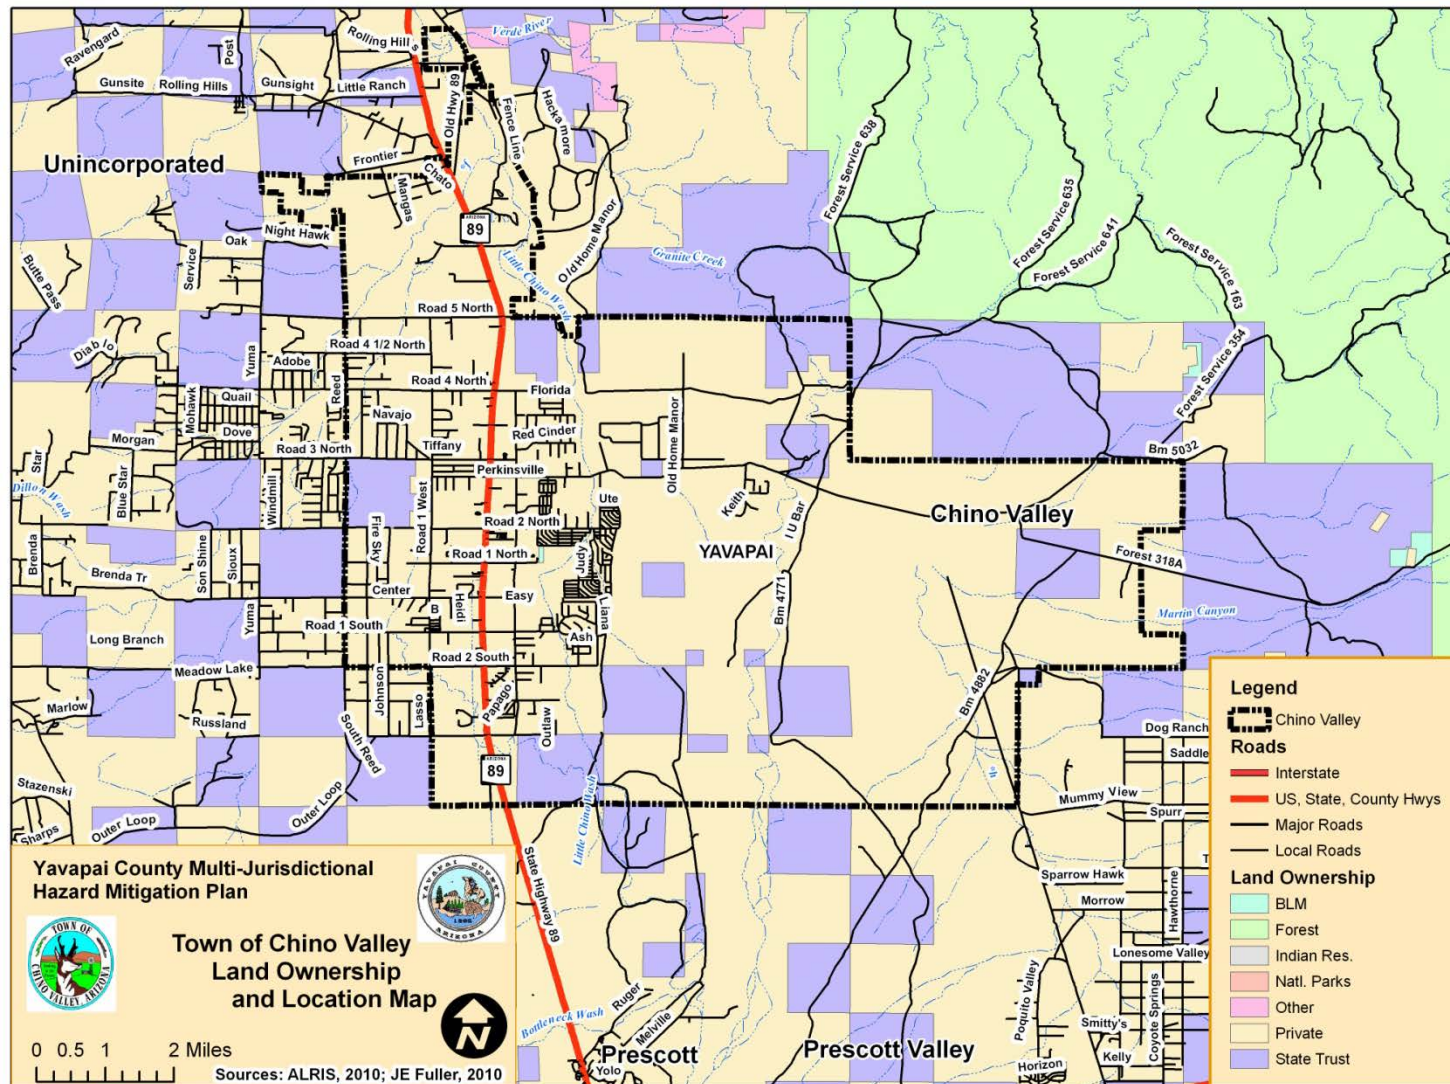 Ravengard
Post
Rolling Hills
Verde River
Gunsite
Rolling Hills
Gunsight
Little Ranch
Old Hwy 89
Fence Line
Hackamore
Unincorporated
Frontier
Chato
Mangas
ARIZONA
89
Night Hawk
Oak
Service
Butte Pass
Little Chino Wash
Old Home Manor
Granite Creek
Forest Service 638
Forest Service 635
Forest Service 641
Forest Service 163
Forest Service 354
Road 5 North
Road 4 1/2 North
Diablo
Yuma
Adobe
Reed
Road 4 North
Florida
Quail
Mohawk
Navajo
Dove
Red Cinder
Morgan
Road 3 North
Tiffany
Old Home Manor
Star
Blue Star
Perkinsville
Bm 5032
Dillon Wash
Windmill
Road 1 West
Ute
Keith
I U Bar
Chino Valley
Road 2 North
Fire Sky
Road 1 North
Judy
YAVAPAI
Forest 318A
Brenda
Son Shine
Sioux
Brenda Tr
Center
Heidi
Easy
Bm 4771
Martin Canyon
Yuma
B
Liana
Road 1 South
Long Branch
Ash
Road 2 South
Meadow Lake
Johnson
Lasso
Papago
Bm 4882
Marlow
Russland
Outlaw
South Reed
Dog Ranch
Saddle
ARIZONA
89
Stazenski
Outer Loop
Outer Loop
Sharps
Little Chino Wash
Mummy View
Spurr
State Highway 89
Sparrow Hawk
T
Morrow
Hawthorne
Lonesome Valley
Ruger
Poquito Valley
Coyote Springs
Bottleneck Wash
Melville
Smitty's
Prescott
Yolo
Prescott Valley
Kelly
Horizon
Legend
Chino Valley
Roads
Interstate
US, State, County Hwys
Major Roads
Local Roads
Land Ownership
BLM
Forest
Indian Res.
Natl. Parks
Other
Private
State Trust
Yavapai County Multi-Jurisdictional
Hazard Mitigation Plan
YAVAPAI COUNTY
ARIZONA
TOWN OF
CHINO VALLEY, ARIZONA
Town of Chino Valley
Land Ownership
and Location Map
N
0 0.5 1 2 Miles
Sources: ALRIS, 2010; JE Fuller, 2010